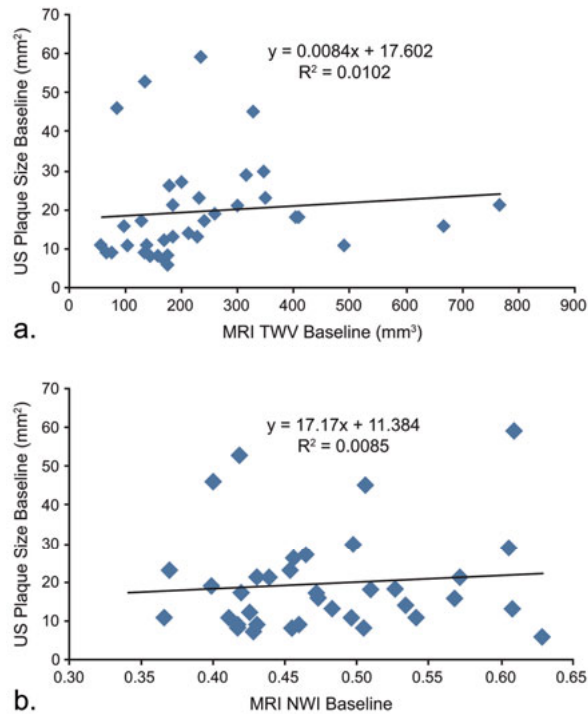 70
60
50
40
30
20
10
0
US Plaque Size Baseline (mm²)
y = 0.0084x + 17.602
R² = 0.0102
0 100 200 300 400 500 600 700 800 900
MRI TWV Baseline (mm³)
a.
70
60
50
40
30
20
10
0
US Plaque Size Baseline (mm²)
y = 17.17x + 11.384
R² = 0.0085
0.30 0.35 0.40 0.45 0.50 0.55 0.60 0.65
MRI NWI Baseline
b.